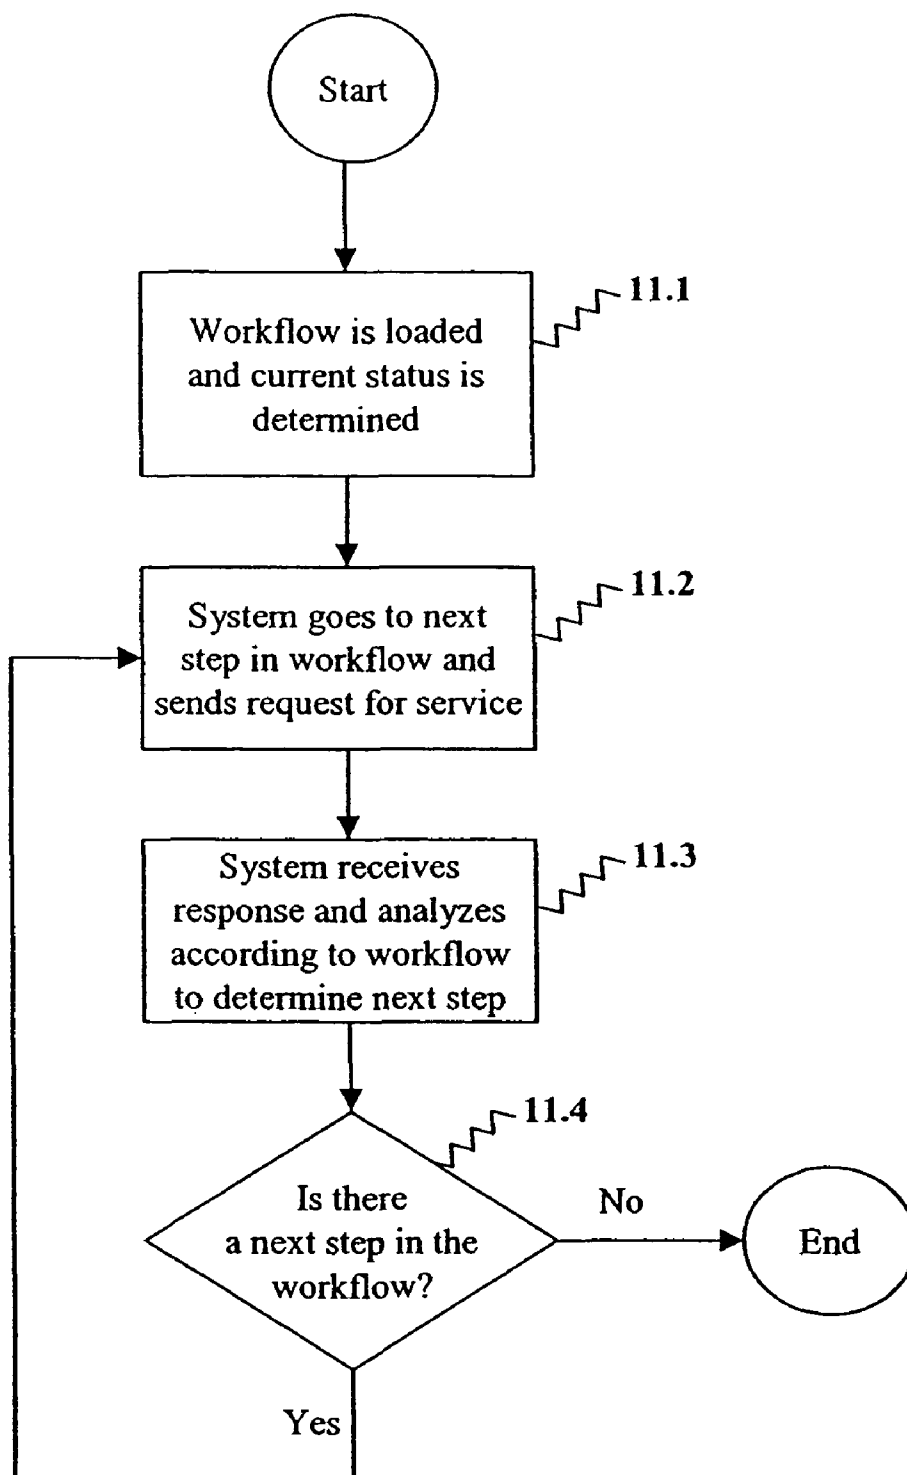 Start
11.1
Workflow is loaded
and current status is
determined
11.2
System goes to next
step in workflow and
sends request for service
11.3
System receives
response and analyzes
according to workflow
to determine next step
11.4
Is there
a next step in the
workflow?
No
End
Yes